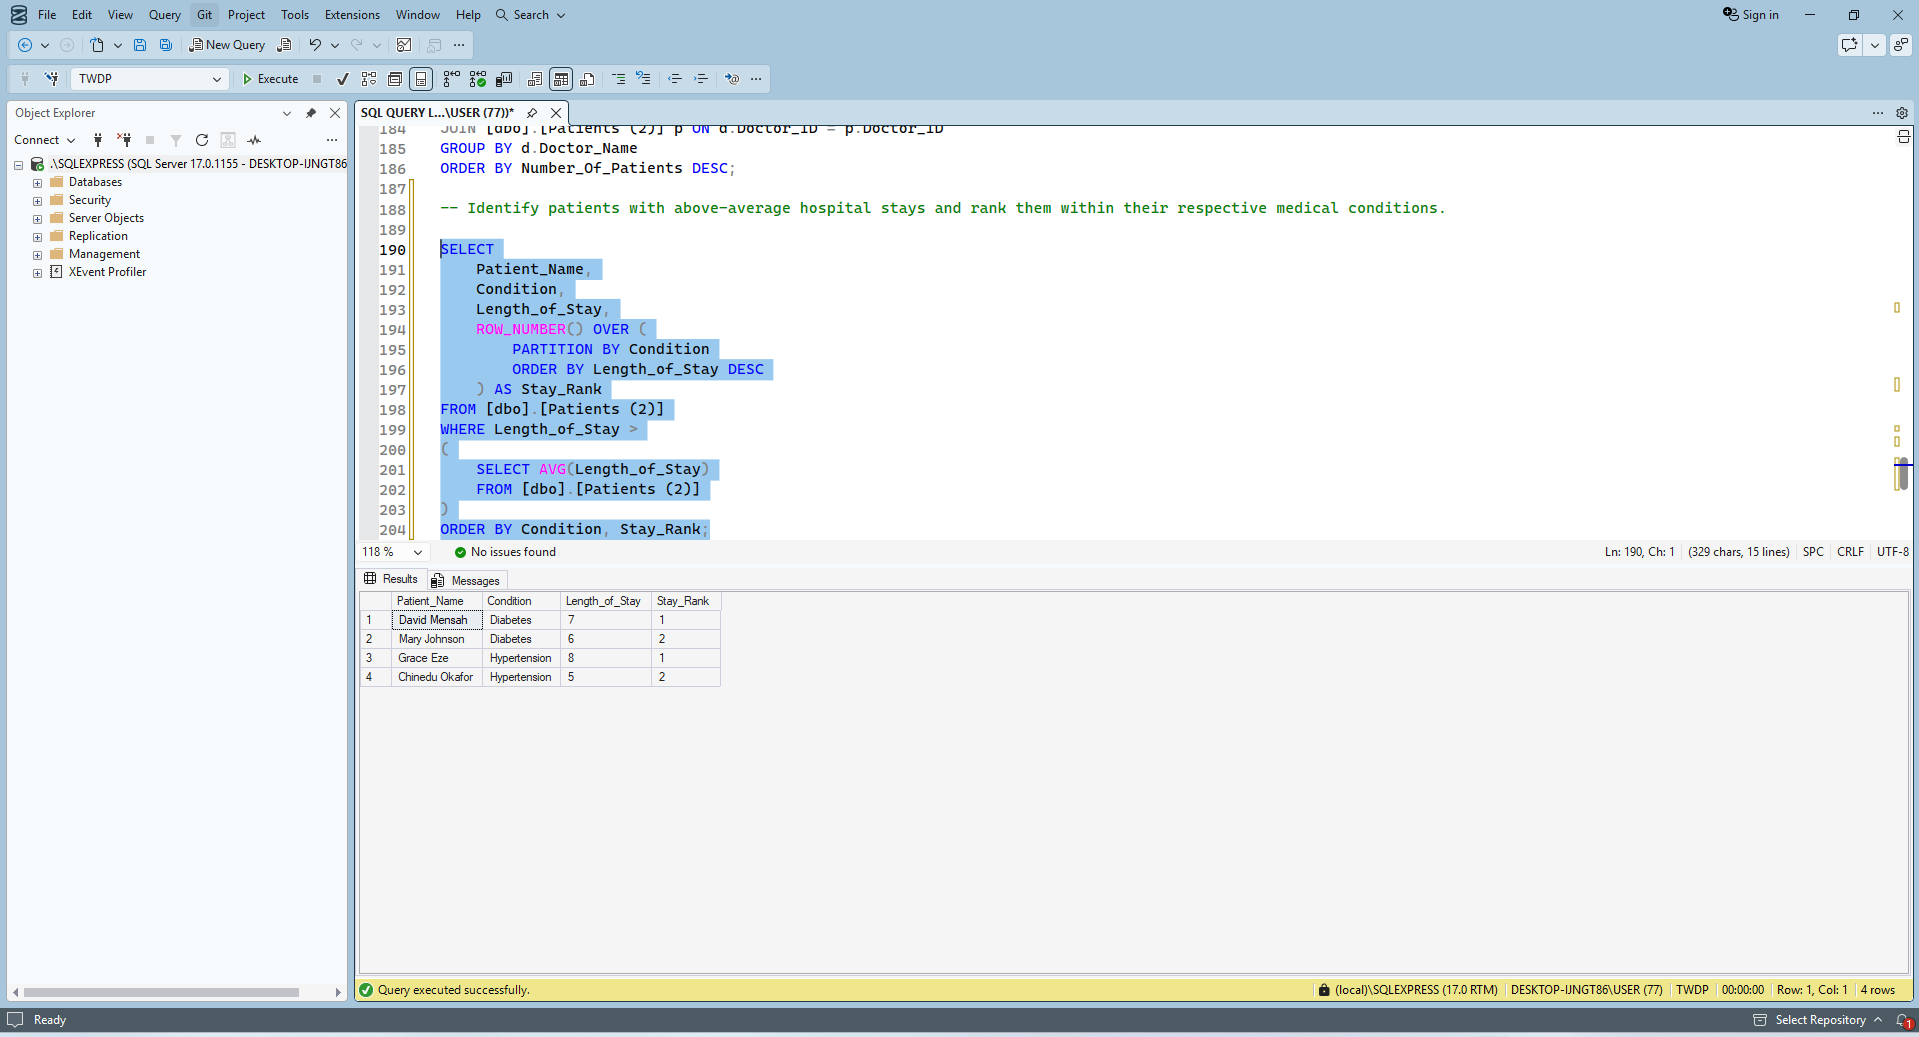 File Edit View Query Git Project Tools Extensions Window Help Search Sign in
New Query
TWDP Execute
Object Explorer
Connect
.\SQLEXPRESS (SQL Server 17.0.1155 - DESKTOP-IJNGT86
Databases
Security
Server Objects
Replication
Management
XEvent Profiler
SQL QUERY L...\USER (77))*
184 JOIN [dbo].[Patients (2)] p ON d.Doctor_ID = p.Doctor_ID
185 GROUP BY d.Doctor_Name
186 ORDER BY Number_Of_Patients DESC;
187
188 -- Identify patients with above-average hospital stays and rank them within their respective medical conditions.
189
190 SELECT
191 Patient_Name,
192 Condition,
193 Length_of_Stay,
194 ROW_NUMBER() OVER (
195 PARTITION BY Condition
196 ORDER BY Length_of_Stay DESC
197 ) AS Stay_Rank
198 FROM [dbo].[Patients (2)]
199 WHERE Length_of_Stay >
200 (
201 SELECT AVG(Length_of_Stay)
202 FROM [dbo].[Patients (2)]
203 )
204 ORDER BY Condition, Stay_Rank;
118 % No issues found Ln: 190, Ch: 1 (329 chars, 15 lines) SPC CRLF UTF-8
Results Messages
Patient_Name Condition Length_of_Stay Stay_Rank
1 David Mensah Diabetes 7 1
2 Mary Johnson Diabetes 6 2
3 Grace Eze Hypertension 8 1
4 Chinedu Okafor Hypertension 5 2
Query executed successfully. (local)\SQLEXPRESS (17.0 RTM) DESKTOP-IJNGT86\USER (77) TWDP 00:00:00 Row: 1, Col: 1 4 rows
Ready Select Repository 1